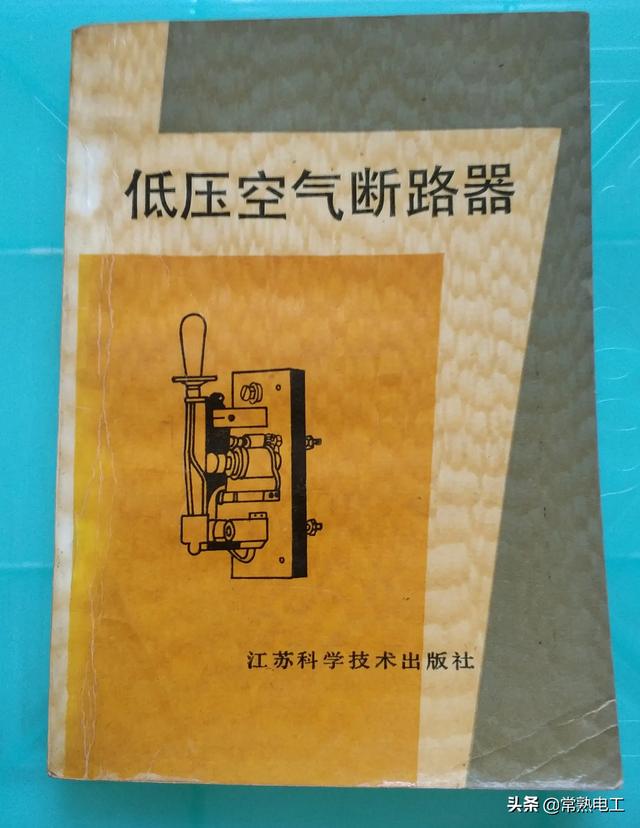 低压空气断路器
江苏科学技术出版社
头条 @常熟电工